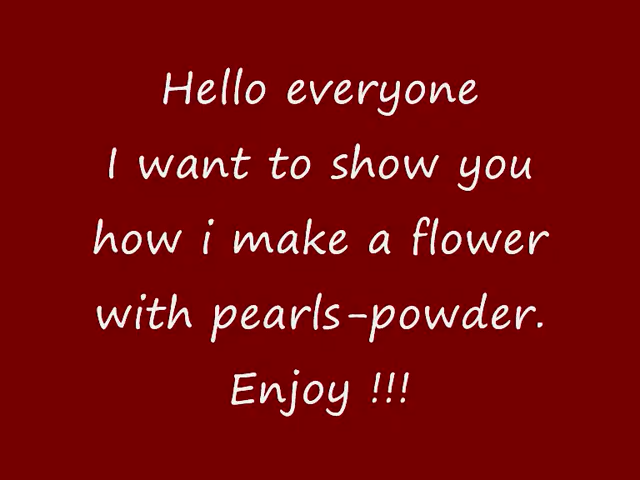 Hello everyone
I want to show you
how i make a flower
with pearls-powder.
Enjoy !!!